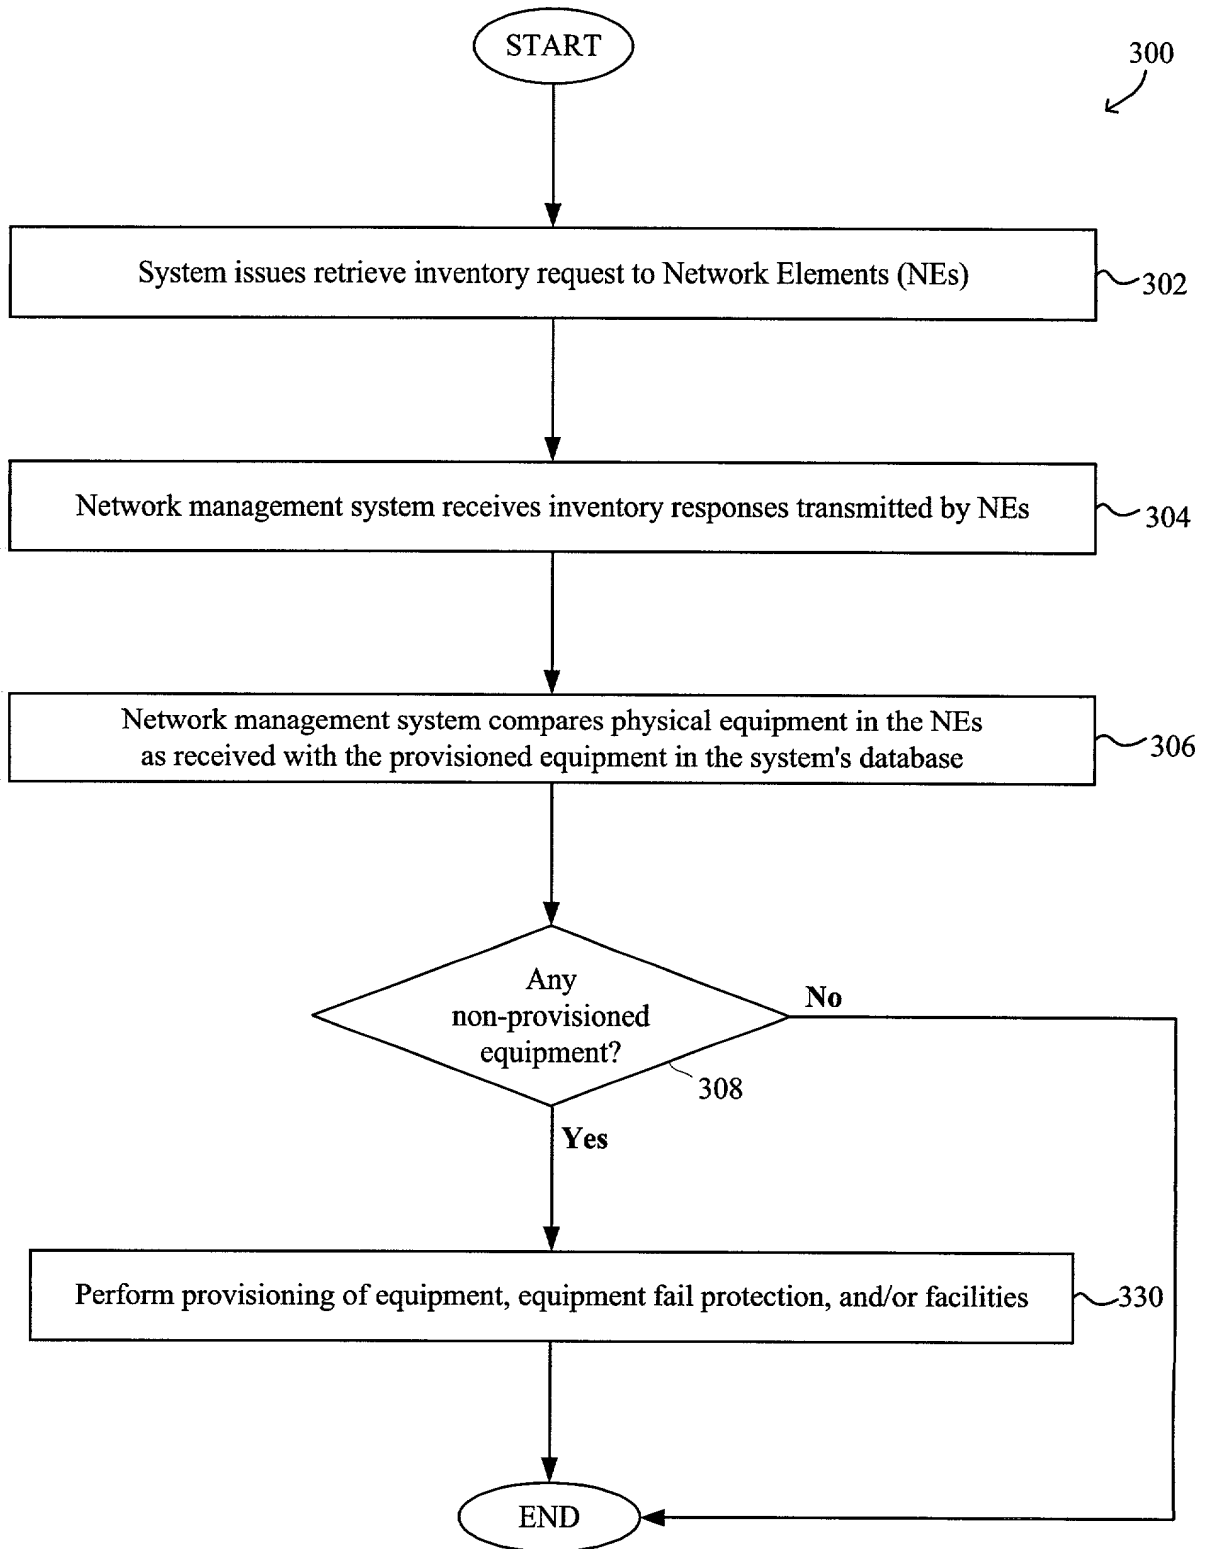 START
300
System issues retrieve inventory request to Network Elements (NEs)
302
Network management system receives inventory responses transmitted by NEs
304
Network management system compares physical equipment in the NEs
as received with the provisioned equipment in the system's database
306
Any
non-provisioned
equipment?
No
308
Yes
Perform provisioning of equipment, equipment fail protection, and/or facilities
330
END